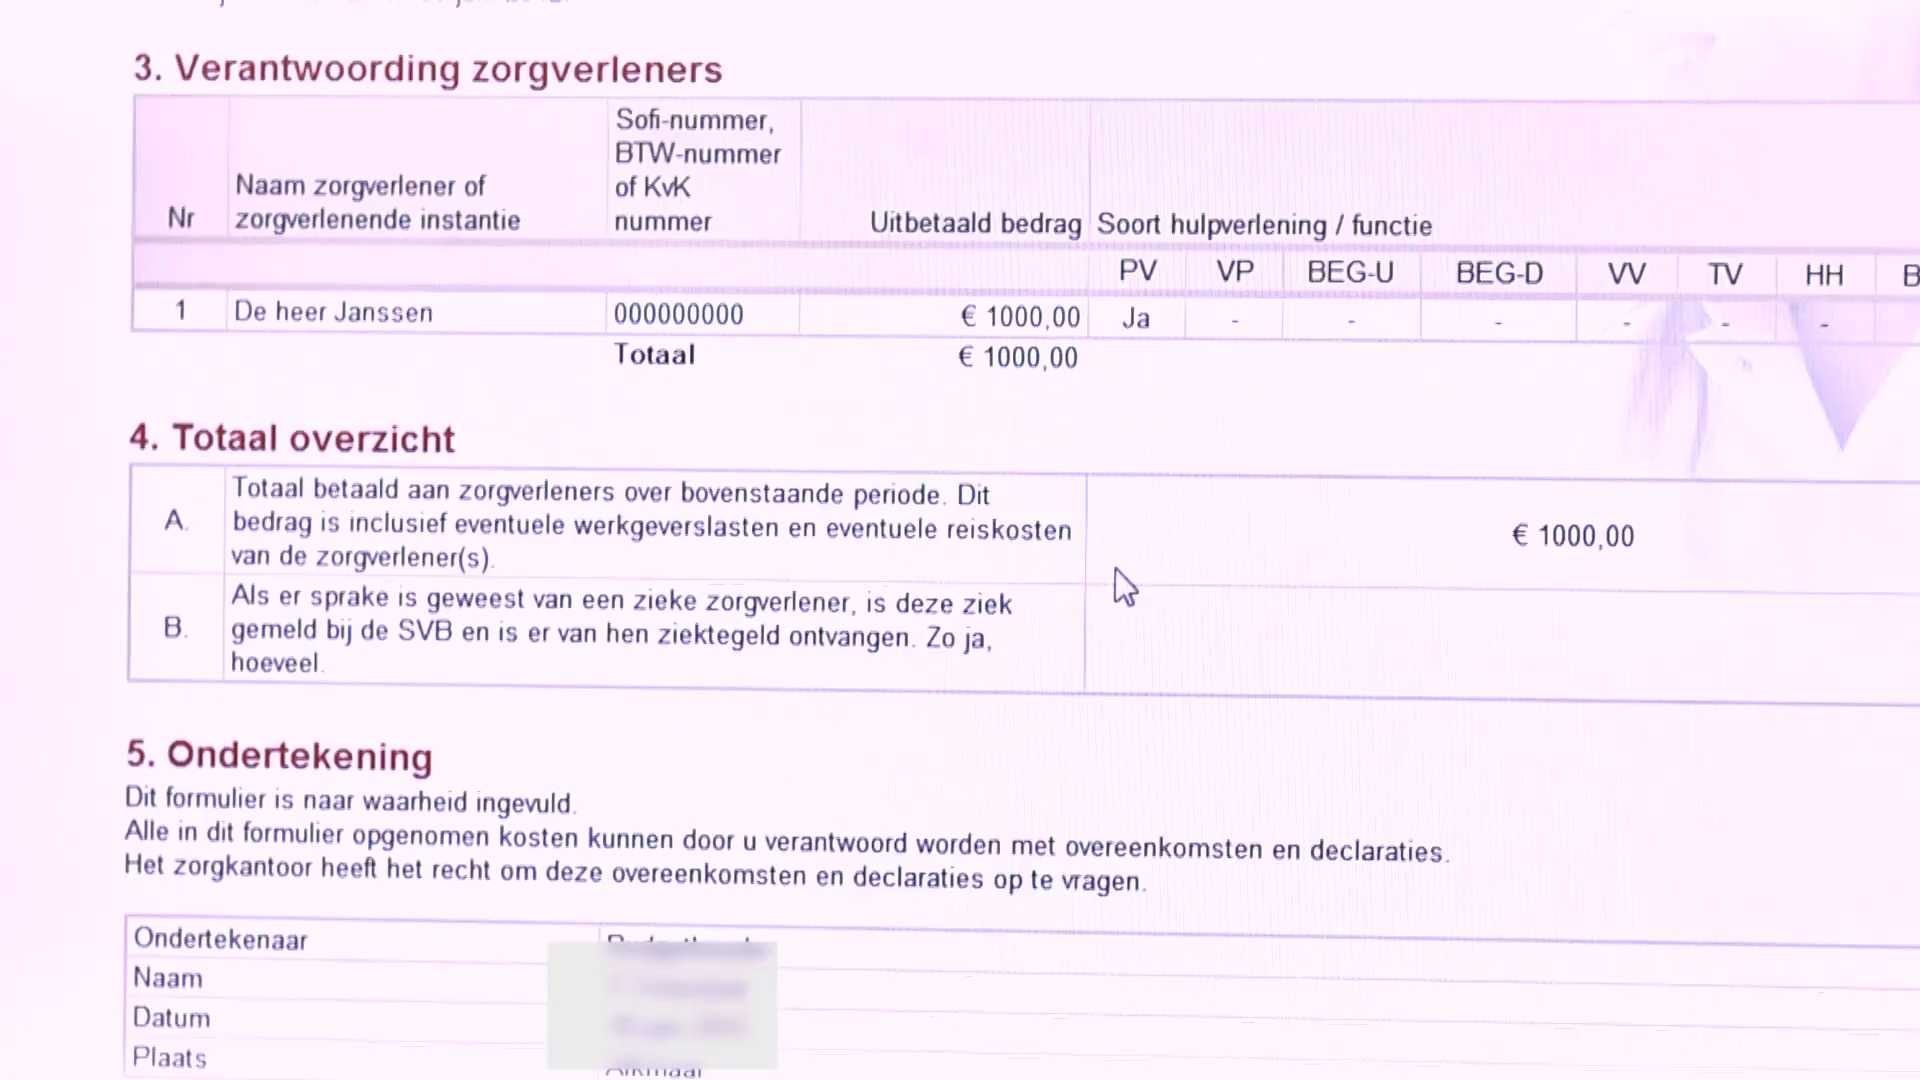 3. Verantwoording zorgverleners
Sofi-nummer,
BTW-nummer
Naam zorgverlener of of KvK
Nr zorgverlenende instantie nummer Uitbetaald bedrag Soort hulpverlening / functie
PV VP BEG-U BEG-D VV TV HH B
1 De heer Janssen 000000000 € 1000,00 Ja - - - - - -
Totaal € 1000,00
4. Totaal overzicht
Totaal betaald aan zorgverleners over bovenstaande periode. Dit
A. bedrag is inclusief eventuele werkgeverslasten en eventuele reiskosten € 1000,00
van de zorgverlener(s).
Als er sprake is geweest van een zieke zorgverlener, is deze ziek
B. gemeld bij de SVB en is er van hen ziektegeld ontvangen. Zo ja,
hoeveel.
5. Ondertekening
Dit formulier is naar waarheid ingevuld.
Alle in dit formulier opgenomen kosten kunnen door u verantwoord worden met overeenkomsten en declaraties.
Het zorgkantoor heeft het recht om deze overeenkomsten en declaraties op te vragen.
Ondertekenaar
Naam
Datum
Plaats